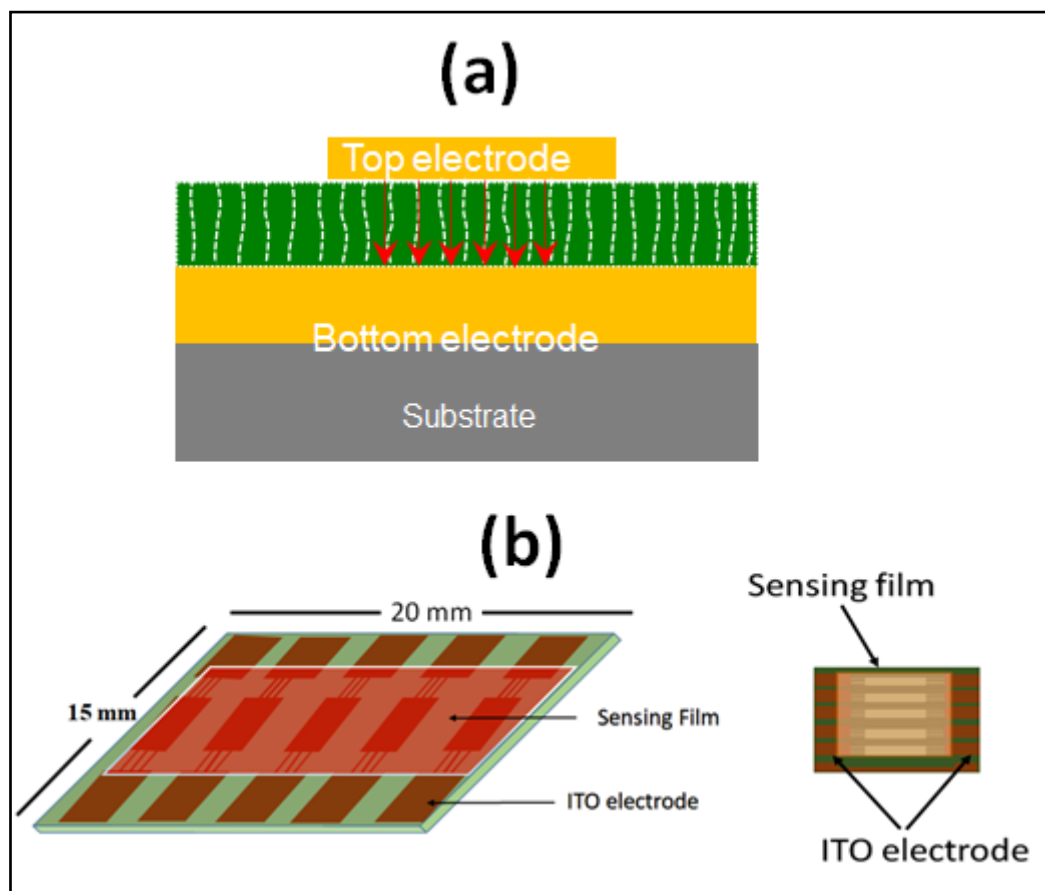 (a)
Top electrode
Bottom electrode
Substrate
(b)
20 mm
15 mm
Sensing Film
ITO electrode
Sensing film
ITO electrode